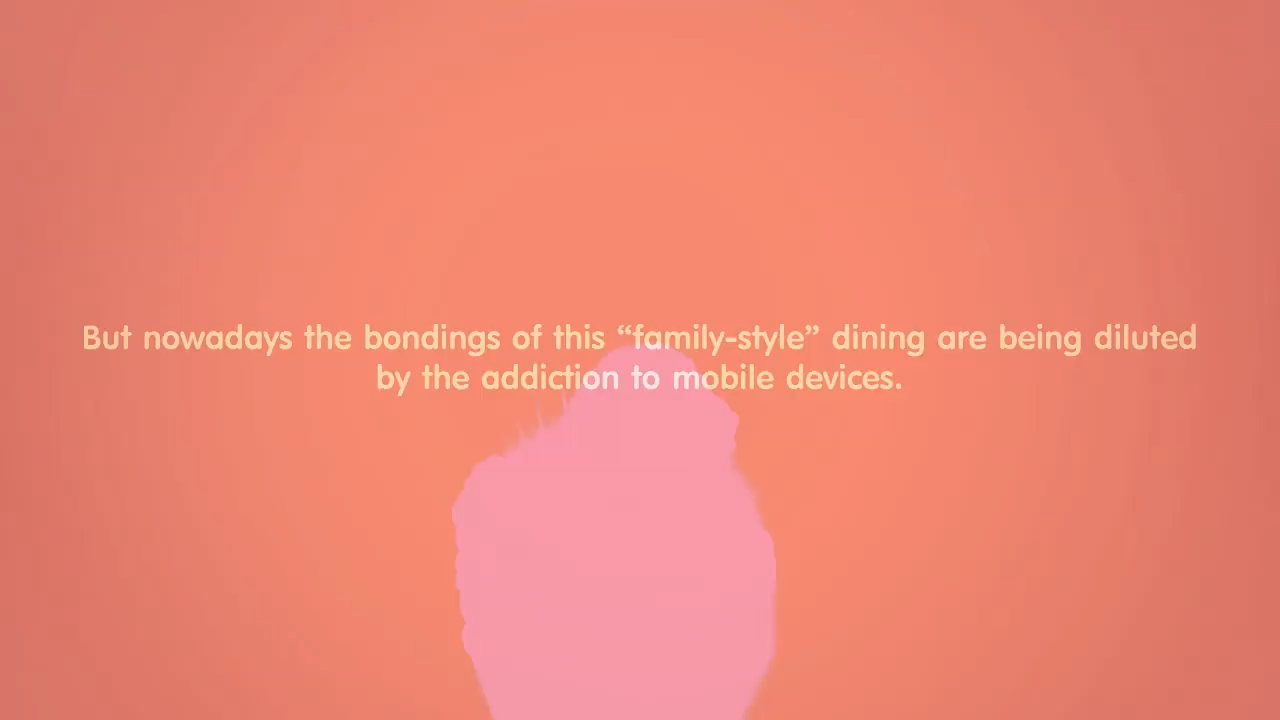 But nowadays the bondings of this “family-style” dining are being diluted
by the addiction to mobile devices.